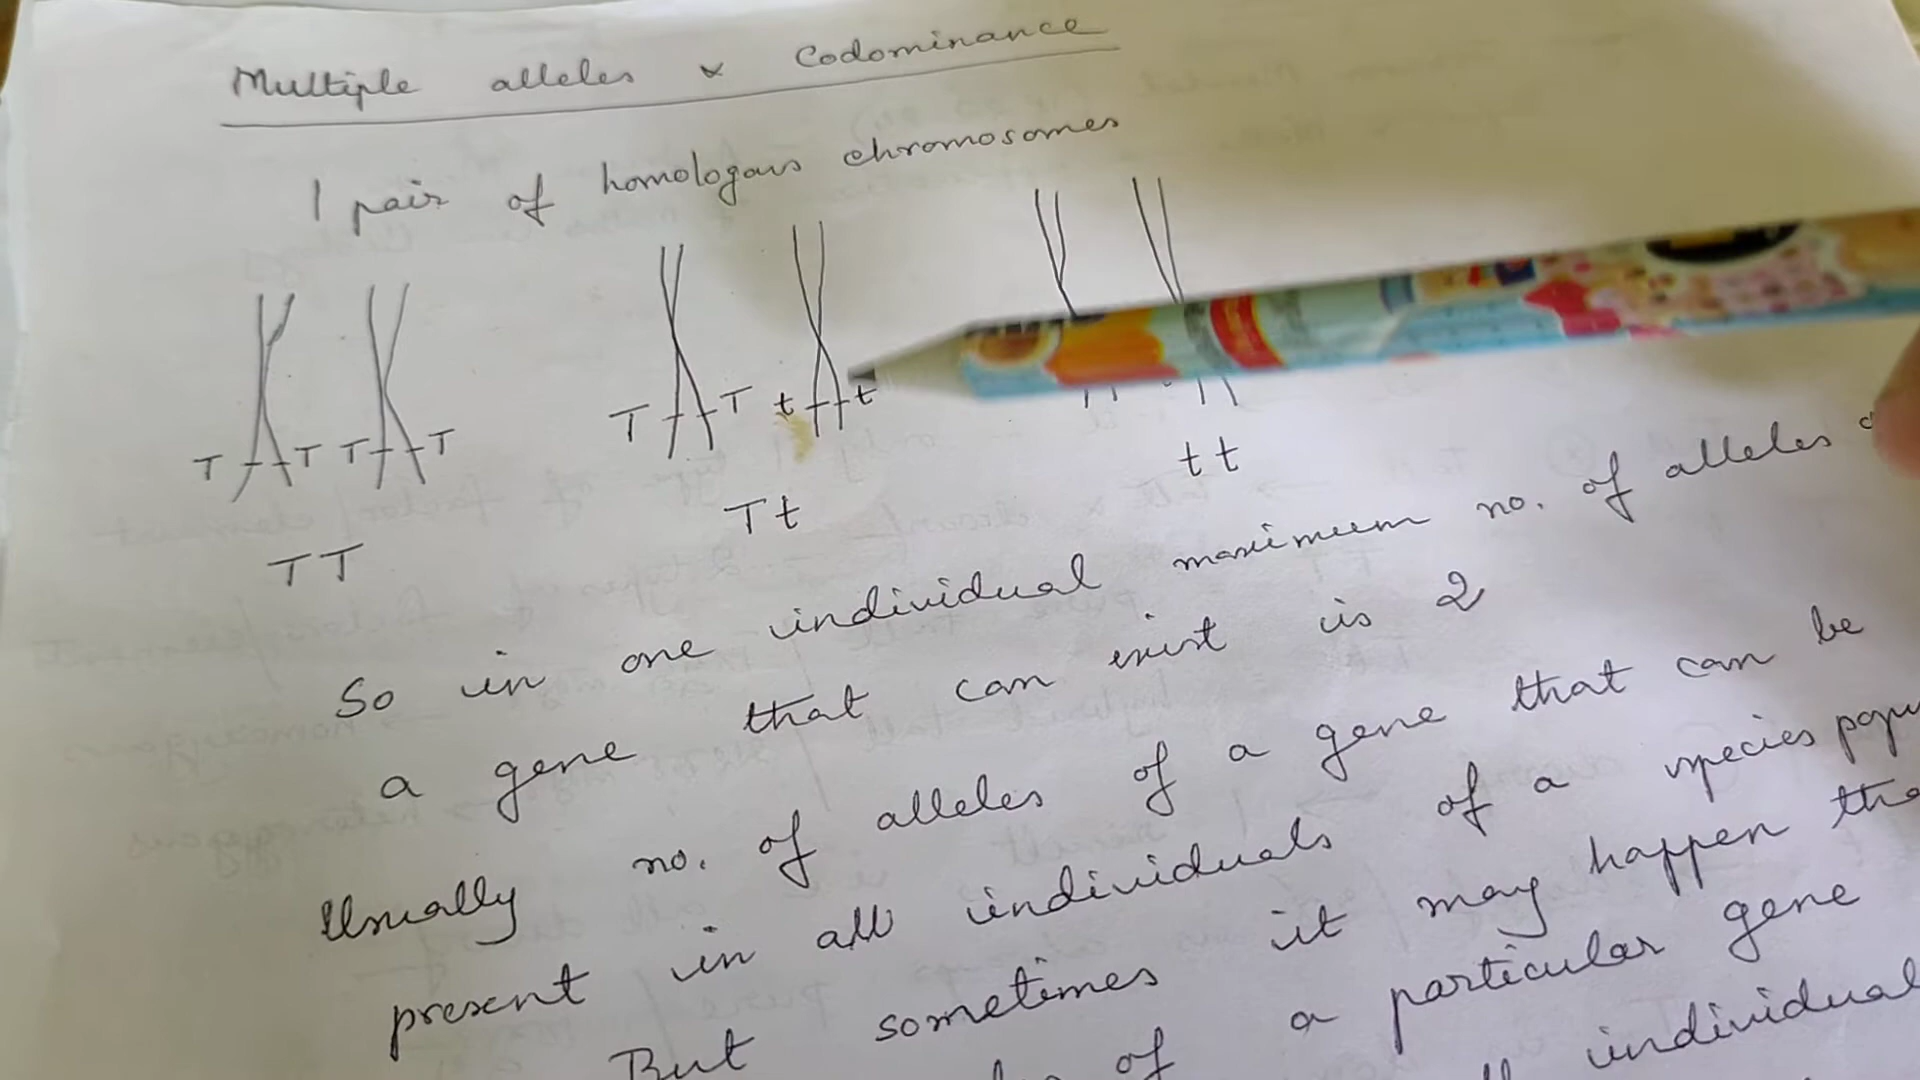 Multiple alleles & Codominance
1 pair of homologous chromosomes
T T T T
T T t t
TT
Tt
tt
So in one individual maximum no. of alleles
a gene that can exist is 2
Usually no. of alleles of a gene that can be
present in all individuals of a species
But sometimes it may happen
of a particular gene
individual